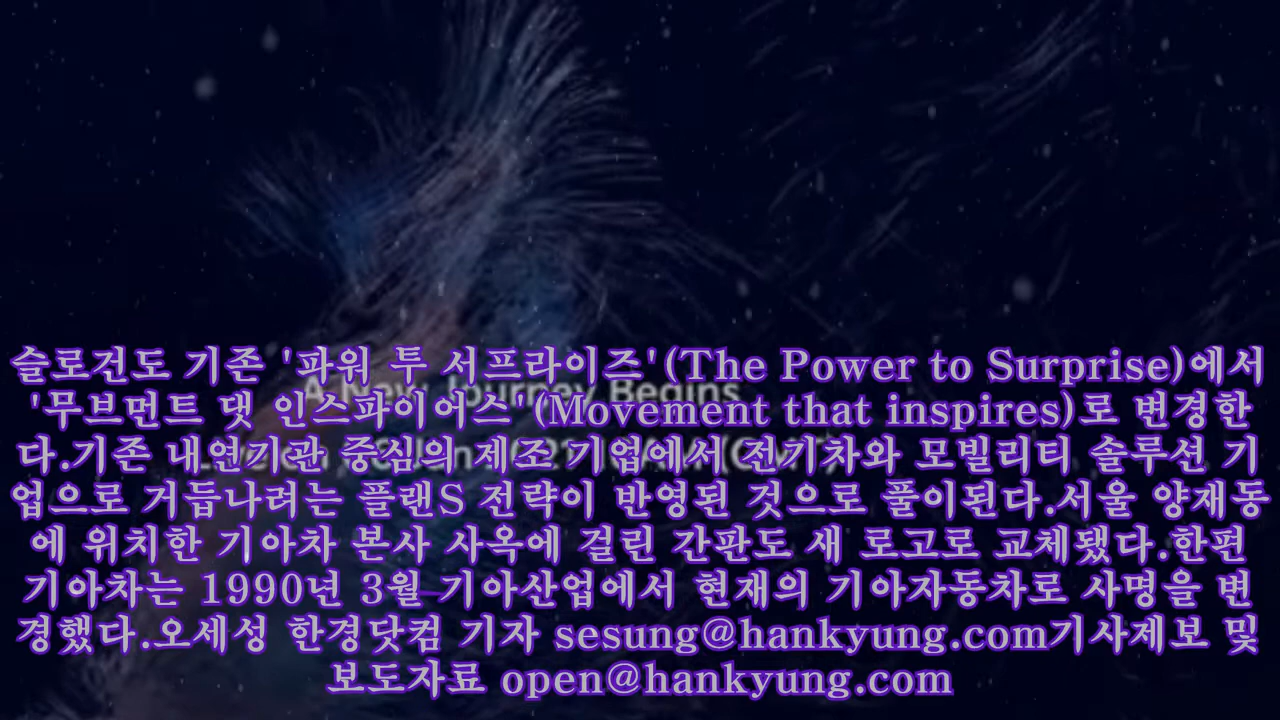 슬로건도 기존 '파워 투 서프라이즈'(The Power to Surprise)에서
'무브먼트 댓 인스파이어스'(Movement that inspires)로 변경한
다.기존 내연기관 중심의 제조 기업에서 전기차와 모빌리티 솔루션 기
업으로 거듭나려는 플랜S 전략이 반영된 것으로 풀이된다.서울 양재동
에 위치한 기아차 본사 사옥에 걸린 간판도 새 로고로 교체됐다.한편
기아차는 1990년 3월 기아산업에서 현재의 기아자동차로 사명을 변
경했다.오세성 한경닷컴 기자 sesung@hankyung.com기사제보 및
보도자료 open@hankyung.com
A New Journey Begins